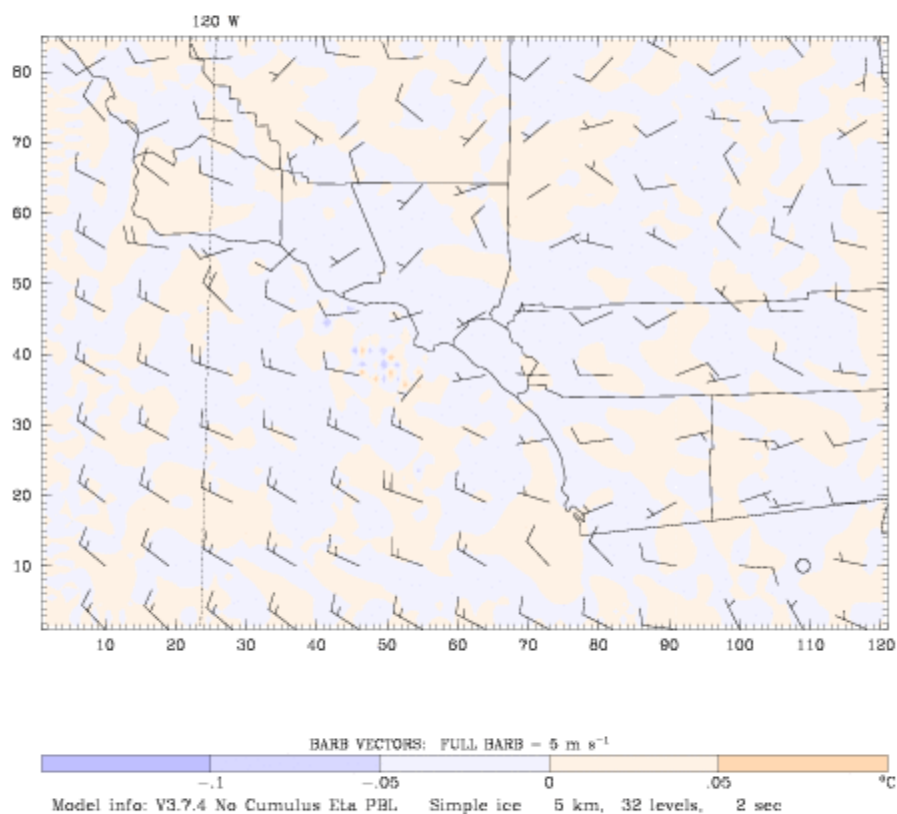 120 W
80
70
60
50
40
30
20
10
10 20 30 40 50 60 70 80 90 100 110 120
BARB VECTORS: FULL BARB = 5 m s⁻¹
-.1 -.05 0 .05 °C
Model info: V3.7.4 No Cumulus Eta PBL Simple ice 5 km, 32 levels, 2 sec